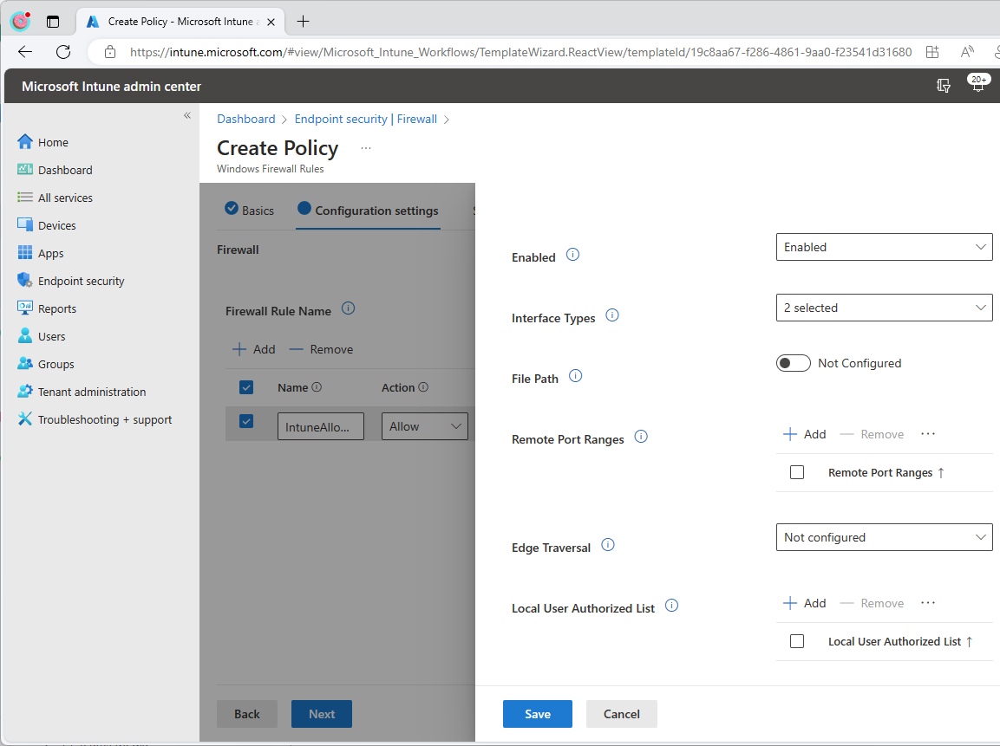 Create Policy - Microsoft Intune a
https://intune.microsoft.com/#view/Microsoft_Intune_Workflows/TemplateWizard.ReactView/templateId/19c8aa67-f286-4861-9aa0-f23541d31680
Microsoft Intune admin center
20+
Home
Dashboard
All services
Devices
Apps
Endpoint security
Reports
Users
Groups
Tenant administration
Troubleshooting + support
Dashboard > Endpoint security | Firewall >
Create Policy ...
Windows Firewall Rules
Basics Configuration settings
Firewall
Firewall Rule Name
Add Remove
Name Action
IntuneAllo... Allow
Back Next
Enabled Enabled
Interface Types 2 selected
File Path Not Configured
Remote Port Ranges + Add — Remove ...
Remote Port Ranges ↑
Edge Traversal Not configured
Local User Authorized List + Add — Remove ...
Local User Authorized List ↑
Save Cancel